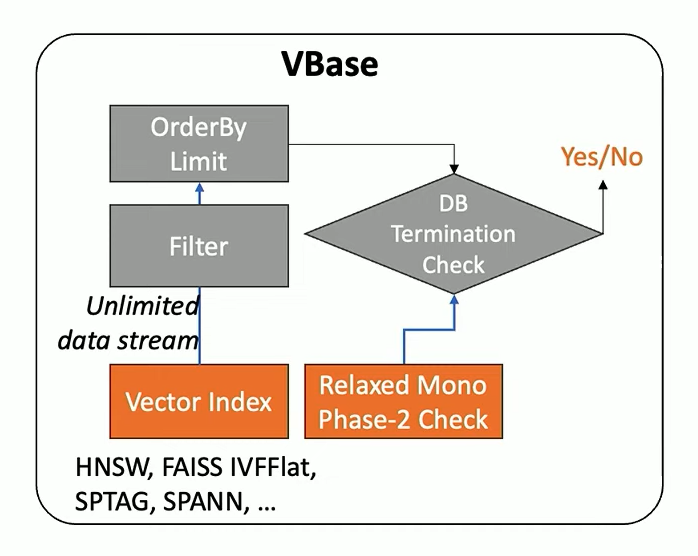 VBase
OrderBy
Limit
Yes/No
DB
Termination
Check
Filter
Unlimited
data stream
Vector Index
Relaxed Mono
Phase-2 Check
HNSW, FAISS IVFFlat,
SPTAG, SPANN, ...